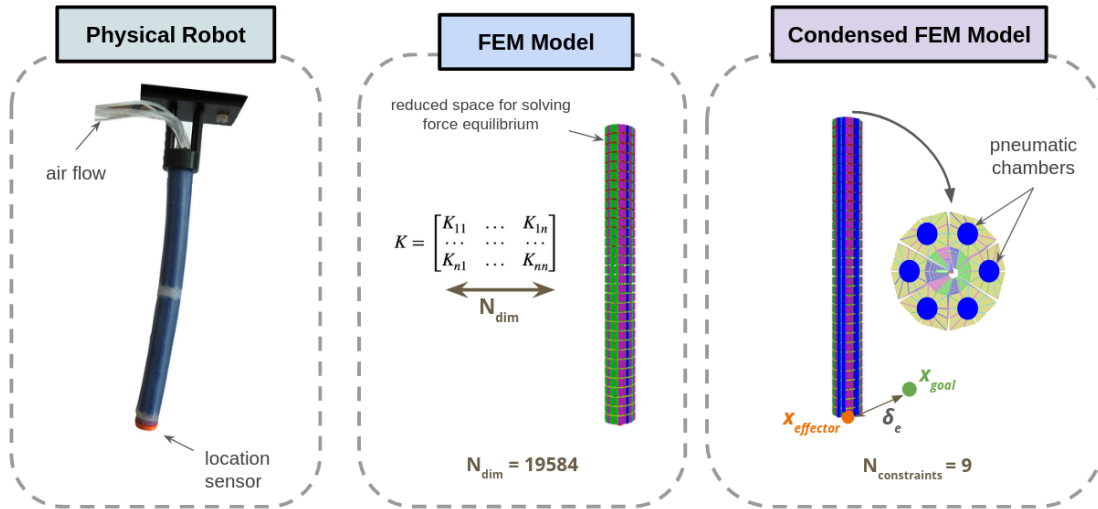 Physical Robot
air flow
location
sensor
FEM Model
reduced space for solving
force equilibrium
K = [K11 ... K1n
... ... ...
Kn1 ... Knn]
Ndim
Ndim = 19584
Condensed FEM Model
pneumatic
chambers
xgoal
xeffector
δe
Nconstraints = 9